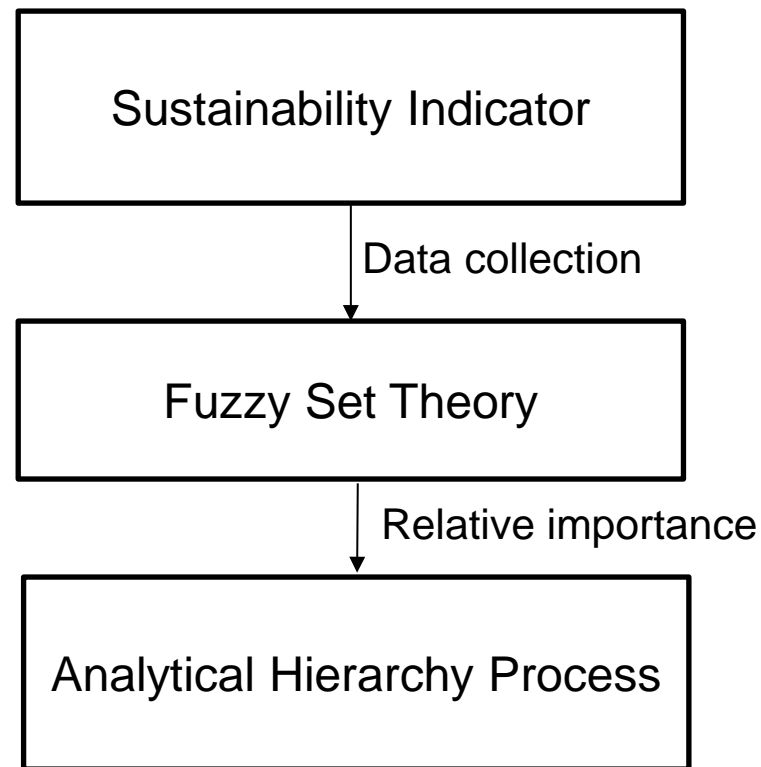 Sustainability Indicator
Data collection
Fuzzy Set Theory
Relative importance
Analytical Hierarchy Process